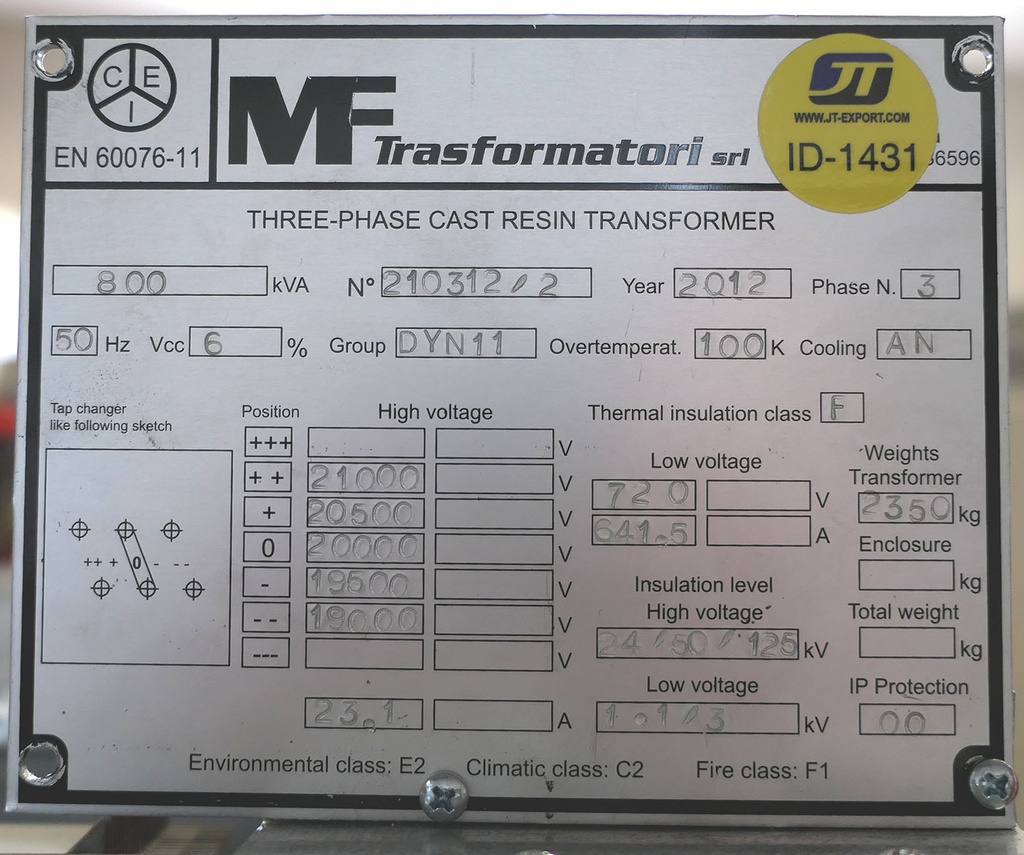 C E I
EN 60076-11
MF Trasformatori srl
JT
WWW.JT-EXPORT.COM
ID-1431
36596
THREE-PHASE CAST RESIN TRANSFORMER
800 kVA N° 210312/2 Year 2012 Phase N. 3
50 Hz Vcc 6 % Group DYN11 Overtemperat. 100 K Cooling AN
Tap changer
like following sketch
++ + 0 - --
Position High voltage
+++ V
++ 21000 V
+ 20500 V
0 20000 V
- 19500 V
-- 19000 V
--- V
23.1 A
Thermal insulation class F
Low voltage
720 V
641.5 A
Insulation level
High voltage
24/50/125 kV
Low voltage
1.1/3 kV
Weights
Transformer
2350 kg
Enclosure
kg
Total weight
kg
IP Protection
00
Environmental class: E2 Climatic class: C2 Fire class: F1